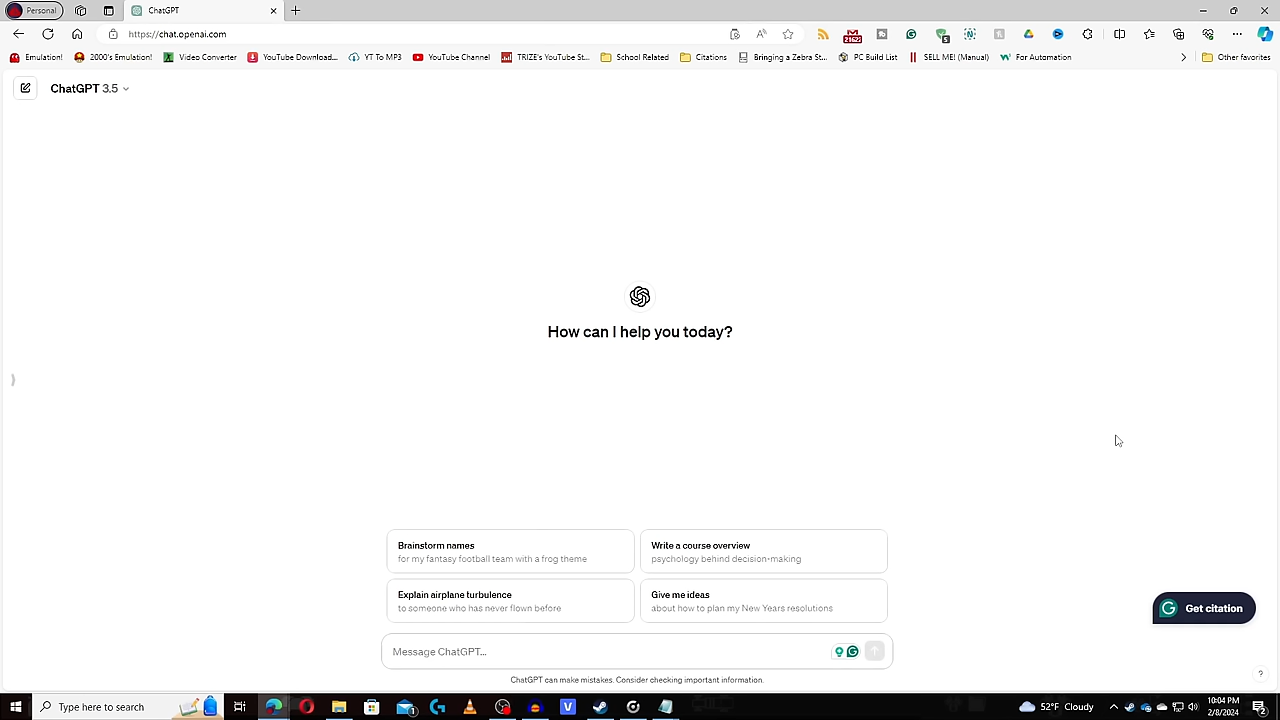 Personal
ChatGPT
https://chat.openai.com
Emulation!
2000's Emulation!
Video Converter
YouTube Download...
YT To MP3
YouTube Channel
TRIZE's YouTube St...
School Related
Citations
Bringing a Zebra St...
PC Build List
SELL ME! (Manual)
For Automation
Other favorites
ChatGPT 3.5
How can I help you today?
Brainstorm names
for my fantasy football team with a frog theme
Write a course overview
psychology behind decision-making
Explain airplane turbulence
to someone who has never flown before
Give me ideas
about how to plan my New Years resolutions
Get citation
Message ChatGPT...
ChatGPT can make mistakes. Consider checking important information.
?
Type here to search
52°F Cloudy
10:04 PM
2/8/2024